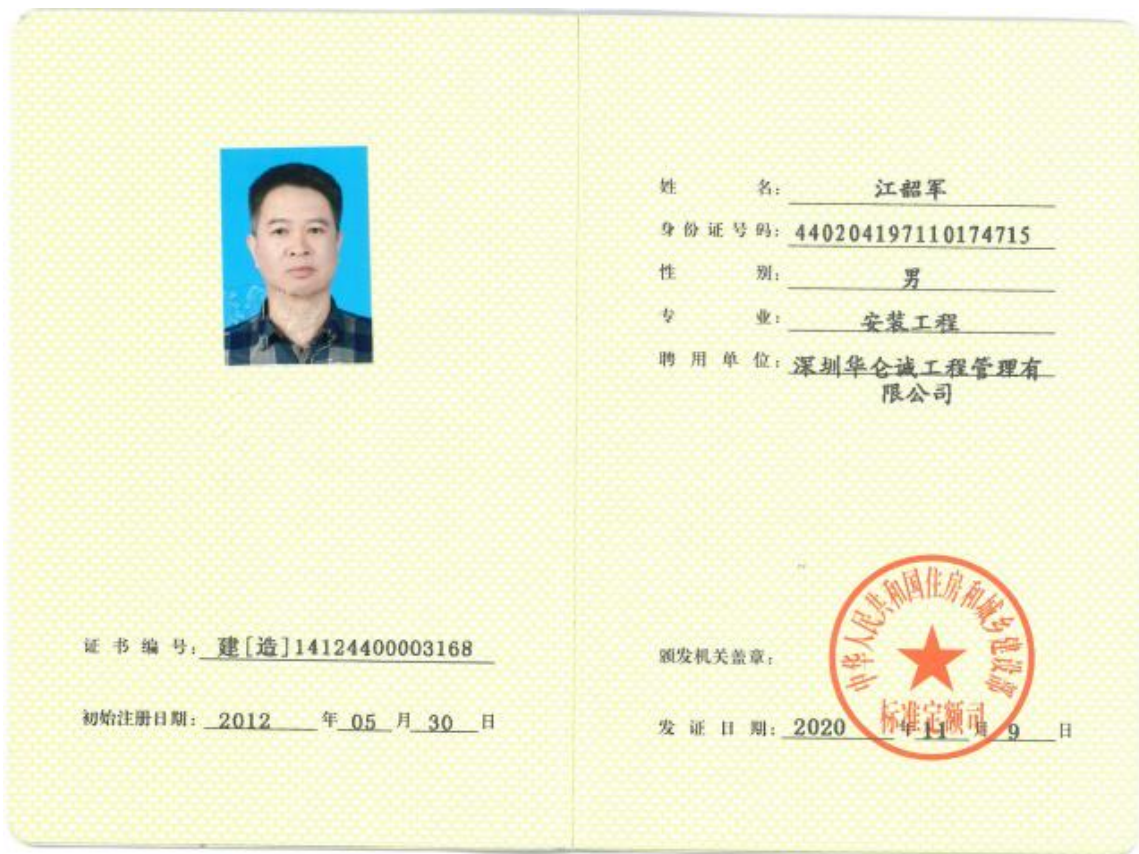 姓 名: 江韶军
身份证号码: 440204197110174715
性 别: 男
专 业: 安装工程
聘用单位: 深圳华仑诚工程管理有
限公司
证书编号: 建[造]14124400003168
初始注册日期: 2012 年 05 月 30 日
颁发机关盖章:
中华人民共和国住房和城乡建设部
标准定额司
发证日期: 2020 年 11 月 9 日